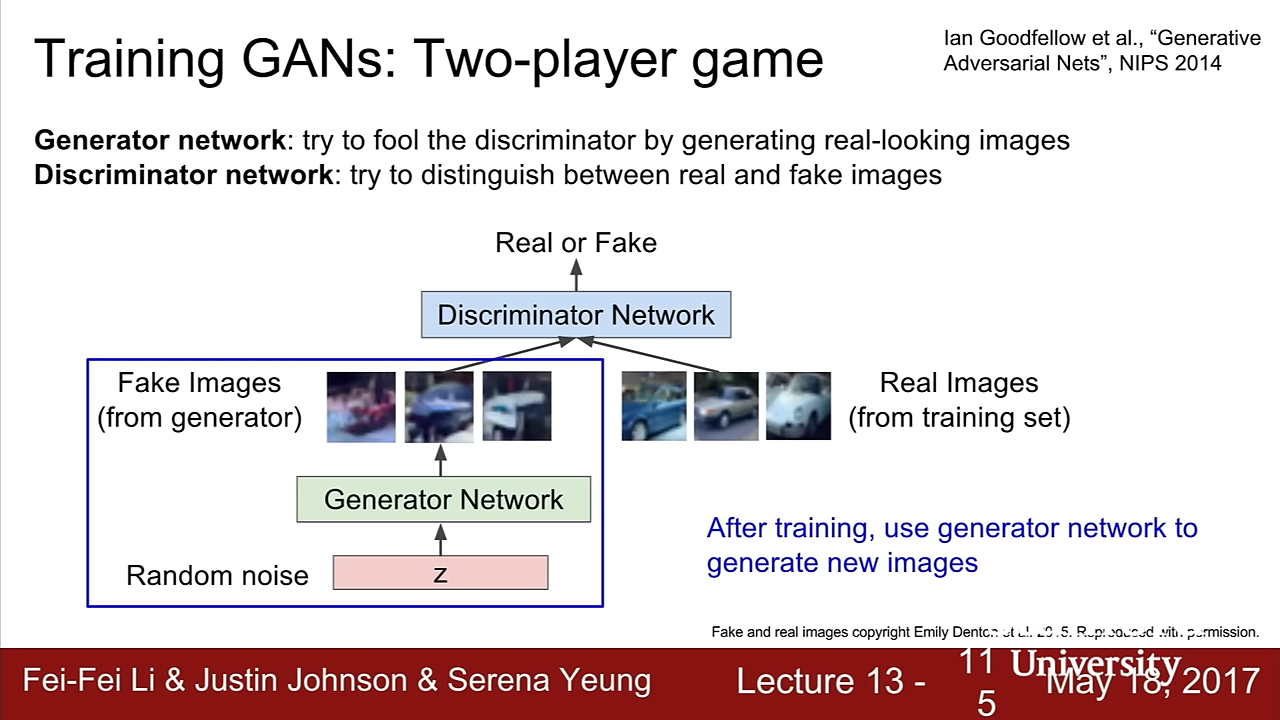 Training GANs: Two-player game
Ian Goodfellow et al., “Generative
Adversarial Nets”, NIPS 2014
Generator network: try to fool the discriminator by generating real-looking images
Discriminator network: try to distinguish between real and fake images
Real or Fake
Discriminator Network
Fake Images
(from generator)
Real Images
(from training set)
Generator Network
After training, use generator network to
generate new images
Random noise
z
Fake and real images copyright Emily Denton et al. 2015. Reproduced with permission.
Fei-Fei Li & Justin Johnson & Serena Yeung
Lecture 13 -
11
5
University
May 18, 2017